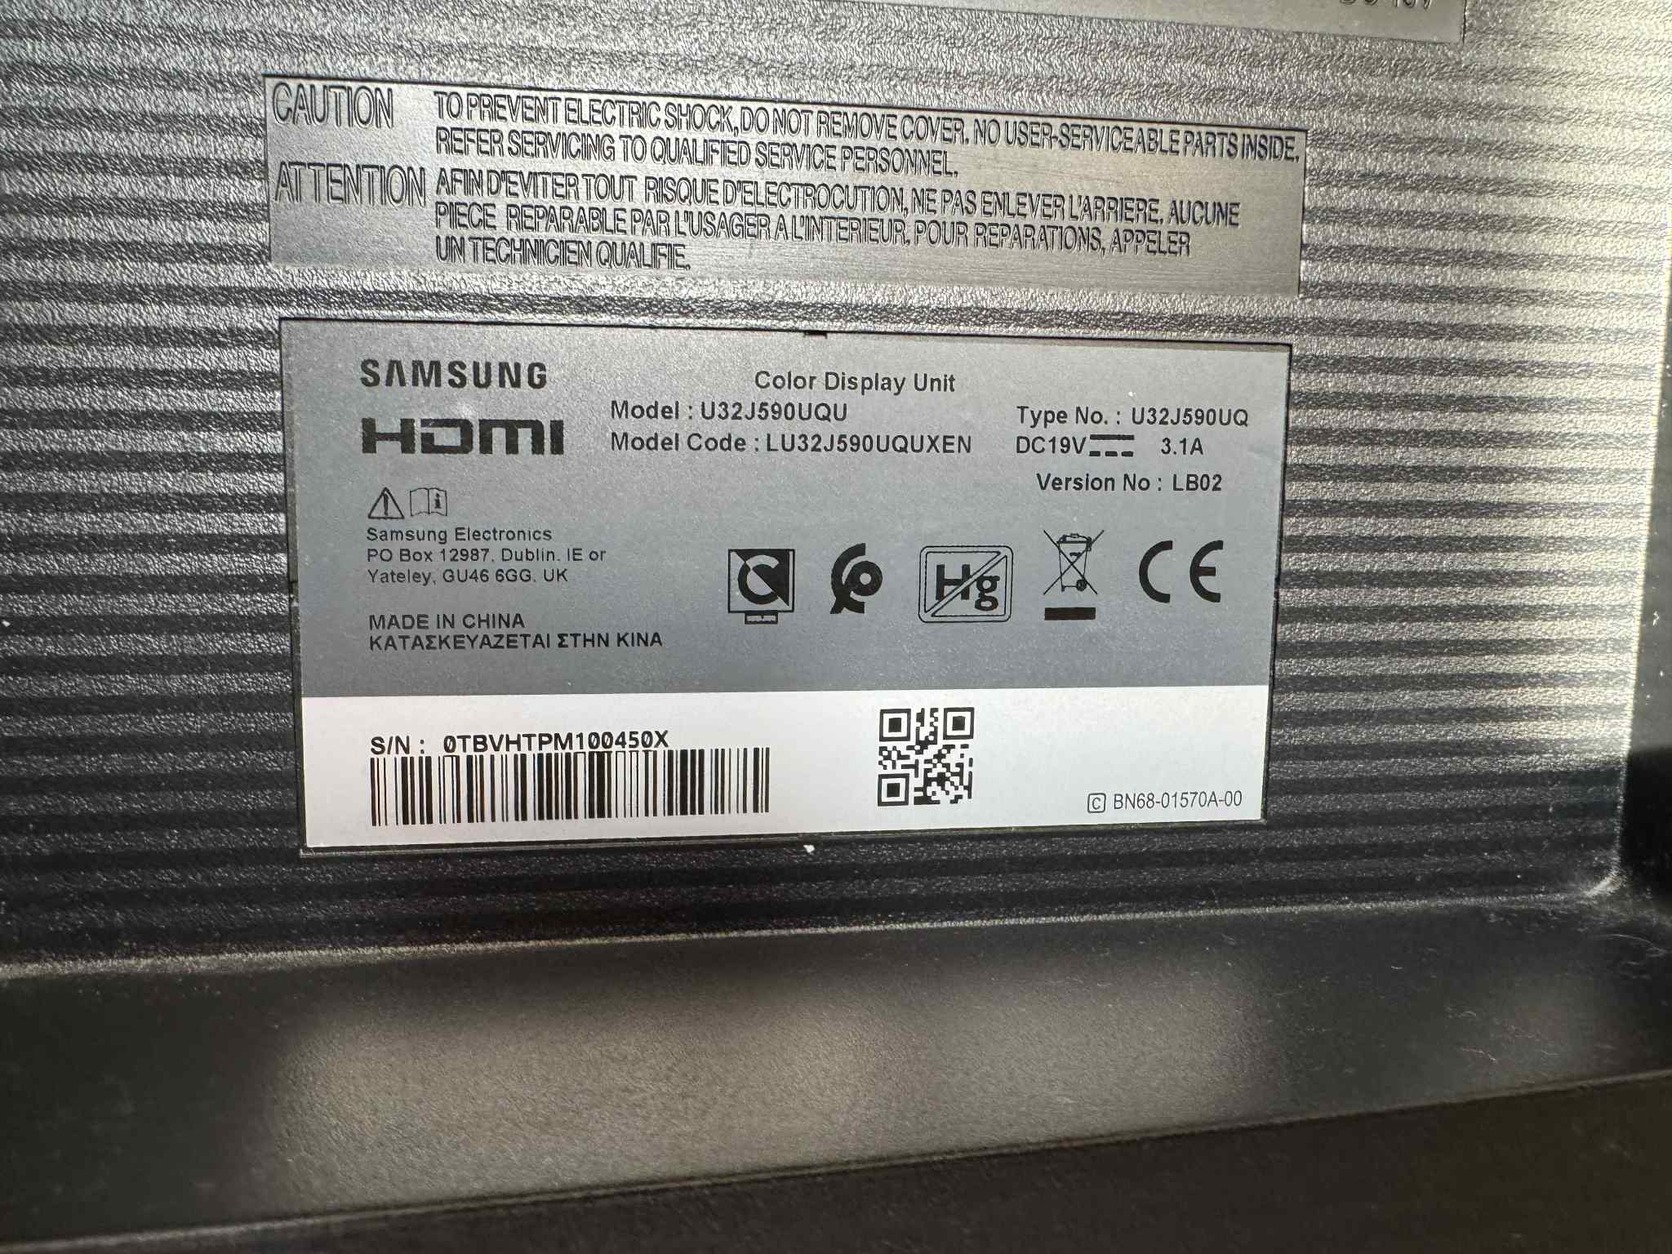 CAUTION TO PREVENT ELECTRIC SHOCK, DO NOT REMOVE COVER. NO USER-SERVICEABLE PARTS INSIDE.
REFER SERVICING TO QUALIFIED SERVICE PERSONNEL.
ATTENTION AFIN D'EVITER TOUT RISQUE D'ELECTROCUTION, NE PAS ENLEVER L'ARRIERE. AUCUNE
PIECE REPARABLE PAR L'USAGER A L'INTERIEUR. POUR REPARATIONS, APPELER
UN TECHNICIEN QUALIFIE.
SAMSUNG
HDMI
Color Display Unit
Model : U32J590UQU
Type No. : U32J590UQ
Model Code : LU32J590UQUXEN
DC19V 3.1A
Version No : LB02
Samsung Electronics
PO Box 12987, Dublin. IE or
Yateley, GU46 6GG. UK
Hg
CE
MADE IN CHINA
ΚΑΤΑΣΚΕΥΑΖΕΤΑΙ ΣΤΗΝ ΚΙΝΑ
S/N : 0TBVHTPM100450X
C BN68-01570A-00